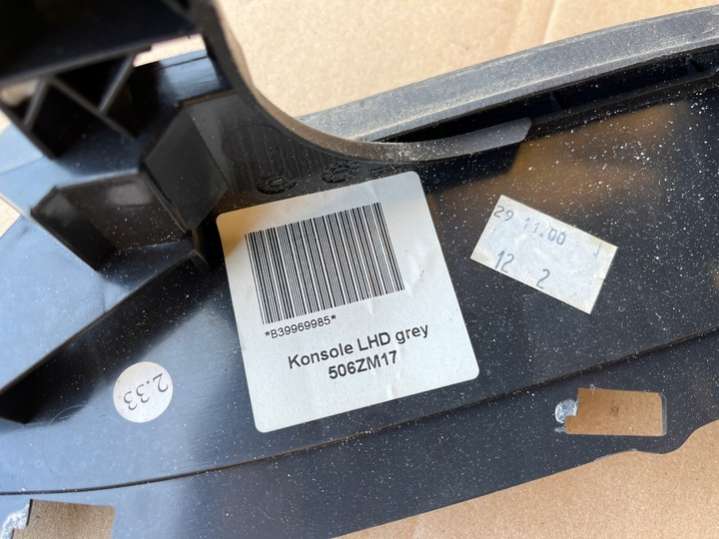 *B39969985*
Konsole LHD grey
506ZM17
29 11.00
12 2
2.33